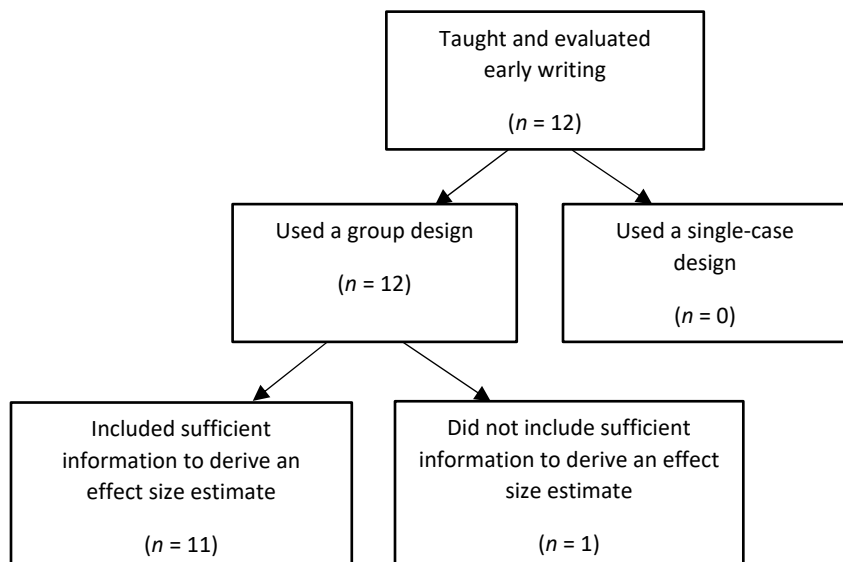 Taught and evaluated
early writing
(n = 12)
Used a group design
(n = 12)
Used a single-case
design
(n = 0)
Included sufficient
information to derive an
effect size estimate
(n = 11)
Did not include sufficient
information to derive an effect
size estimate
(n = 1)